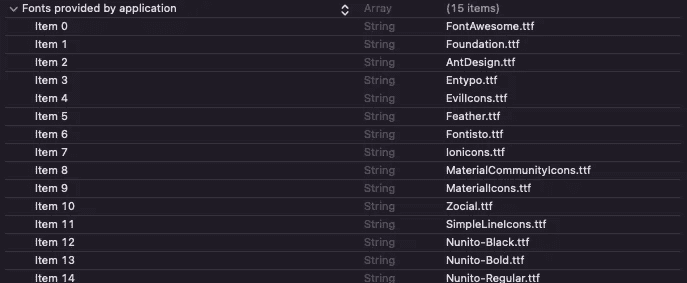 Fonts provided by application Array (15 items)
Item 0 String FontAwesome.ttf
Item 1 String Foundation.ttf
Item 2 String AntDesign.ttf
Item 3 String Entypo.ttf
Item 4 String EvilIcons.ttf
Item 5 String Feather.ttf
Item 6 String Fontisto.ttf
Item 7 String Ionicons.ttf
Item 8 String MaterialCommunityIcons.ttf
Item 9 String MaterialIcons.ttf
Item 10 String Zocial.ttf
Item 11 String SimpleLineIcons.ttf
Item 12 String Nunito-Black.ttf
Item 13 String Nunito-Bold.ttf
Item 14 String Nunito-Regular.ttf